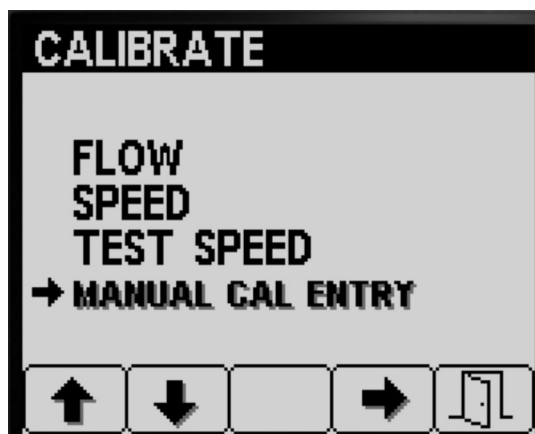 CALIBRATE
FLOW
SPEED
TEST SPEED
MANUAL CAL ENTRY